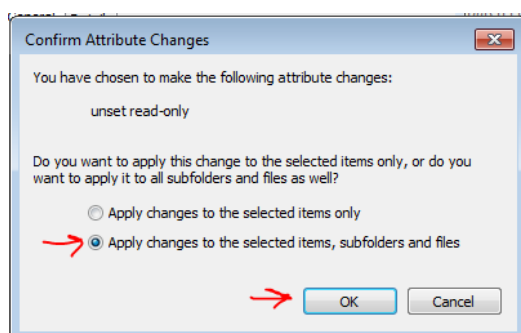 Confirm Attribute Changes
You have chosen to make the following attribute changes:
unset read-only
Do you want to apply this change to the selected items only, or do you
want to apply it to all subfolders and files as well?
Apply changes to the selected items only
Apply changes to the selected items, subfolders and files
OK
Cancel